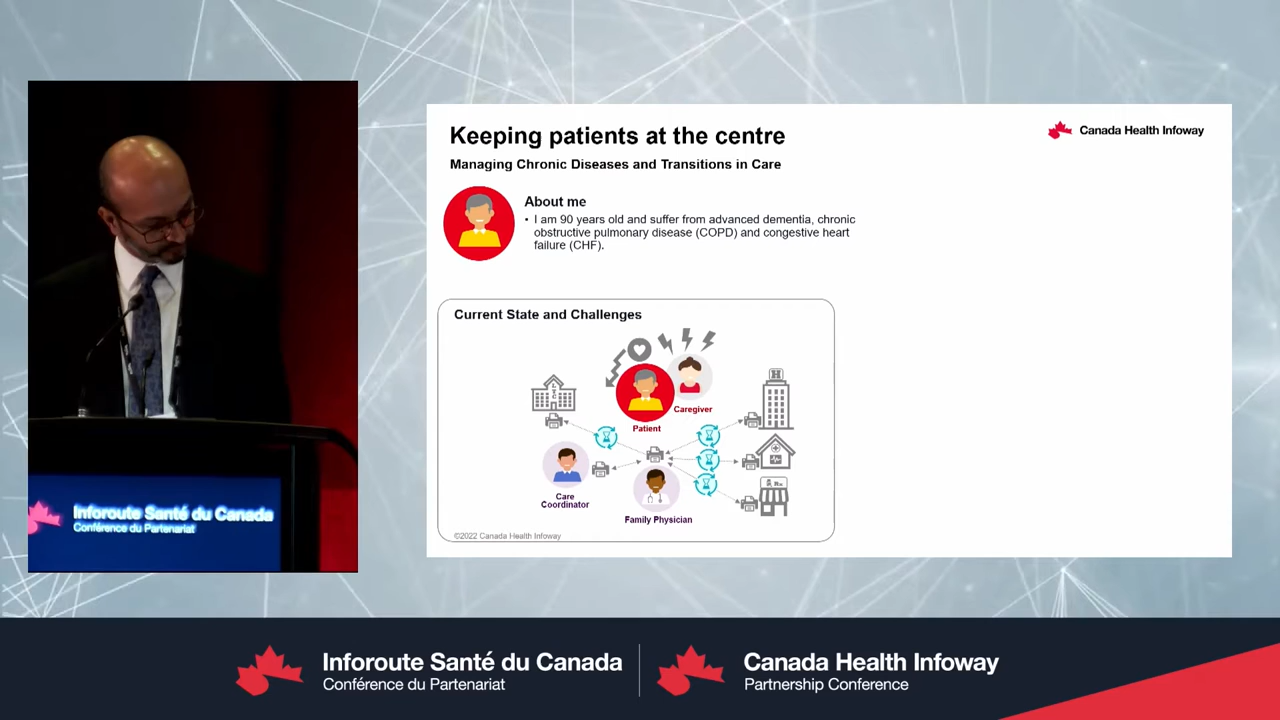 Keeping patients at the centre
Canada Health Infoway
Managing Chronic Diseases and Transitions in Care
About me
• I am 90 years old and suffer from advanced dementia, chronic
obstructive pulmonary disease (COPD) and congestive heart
failure (CHF).
Current State and Challenges
H
LTC
Caregiver
Patient
Rx
Care
Coordinator
Family Physician
©2022 Canada Health Infoway
Inforoute Santé du Canada
Conférence du Partenariat
Inforoute Santé du Canada
Conférence du Partenariat
Canada Health Infoway
Partnership Conference